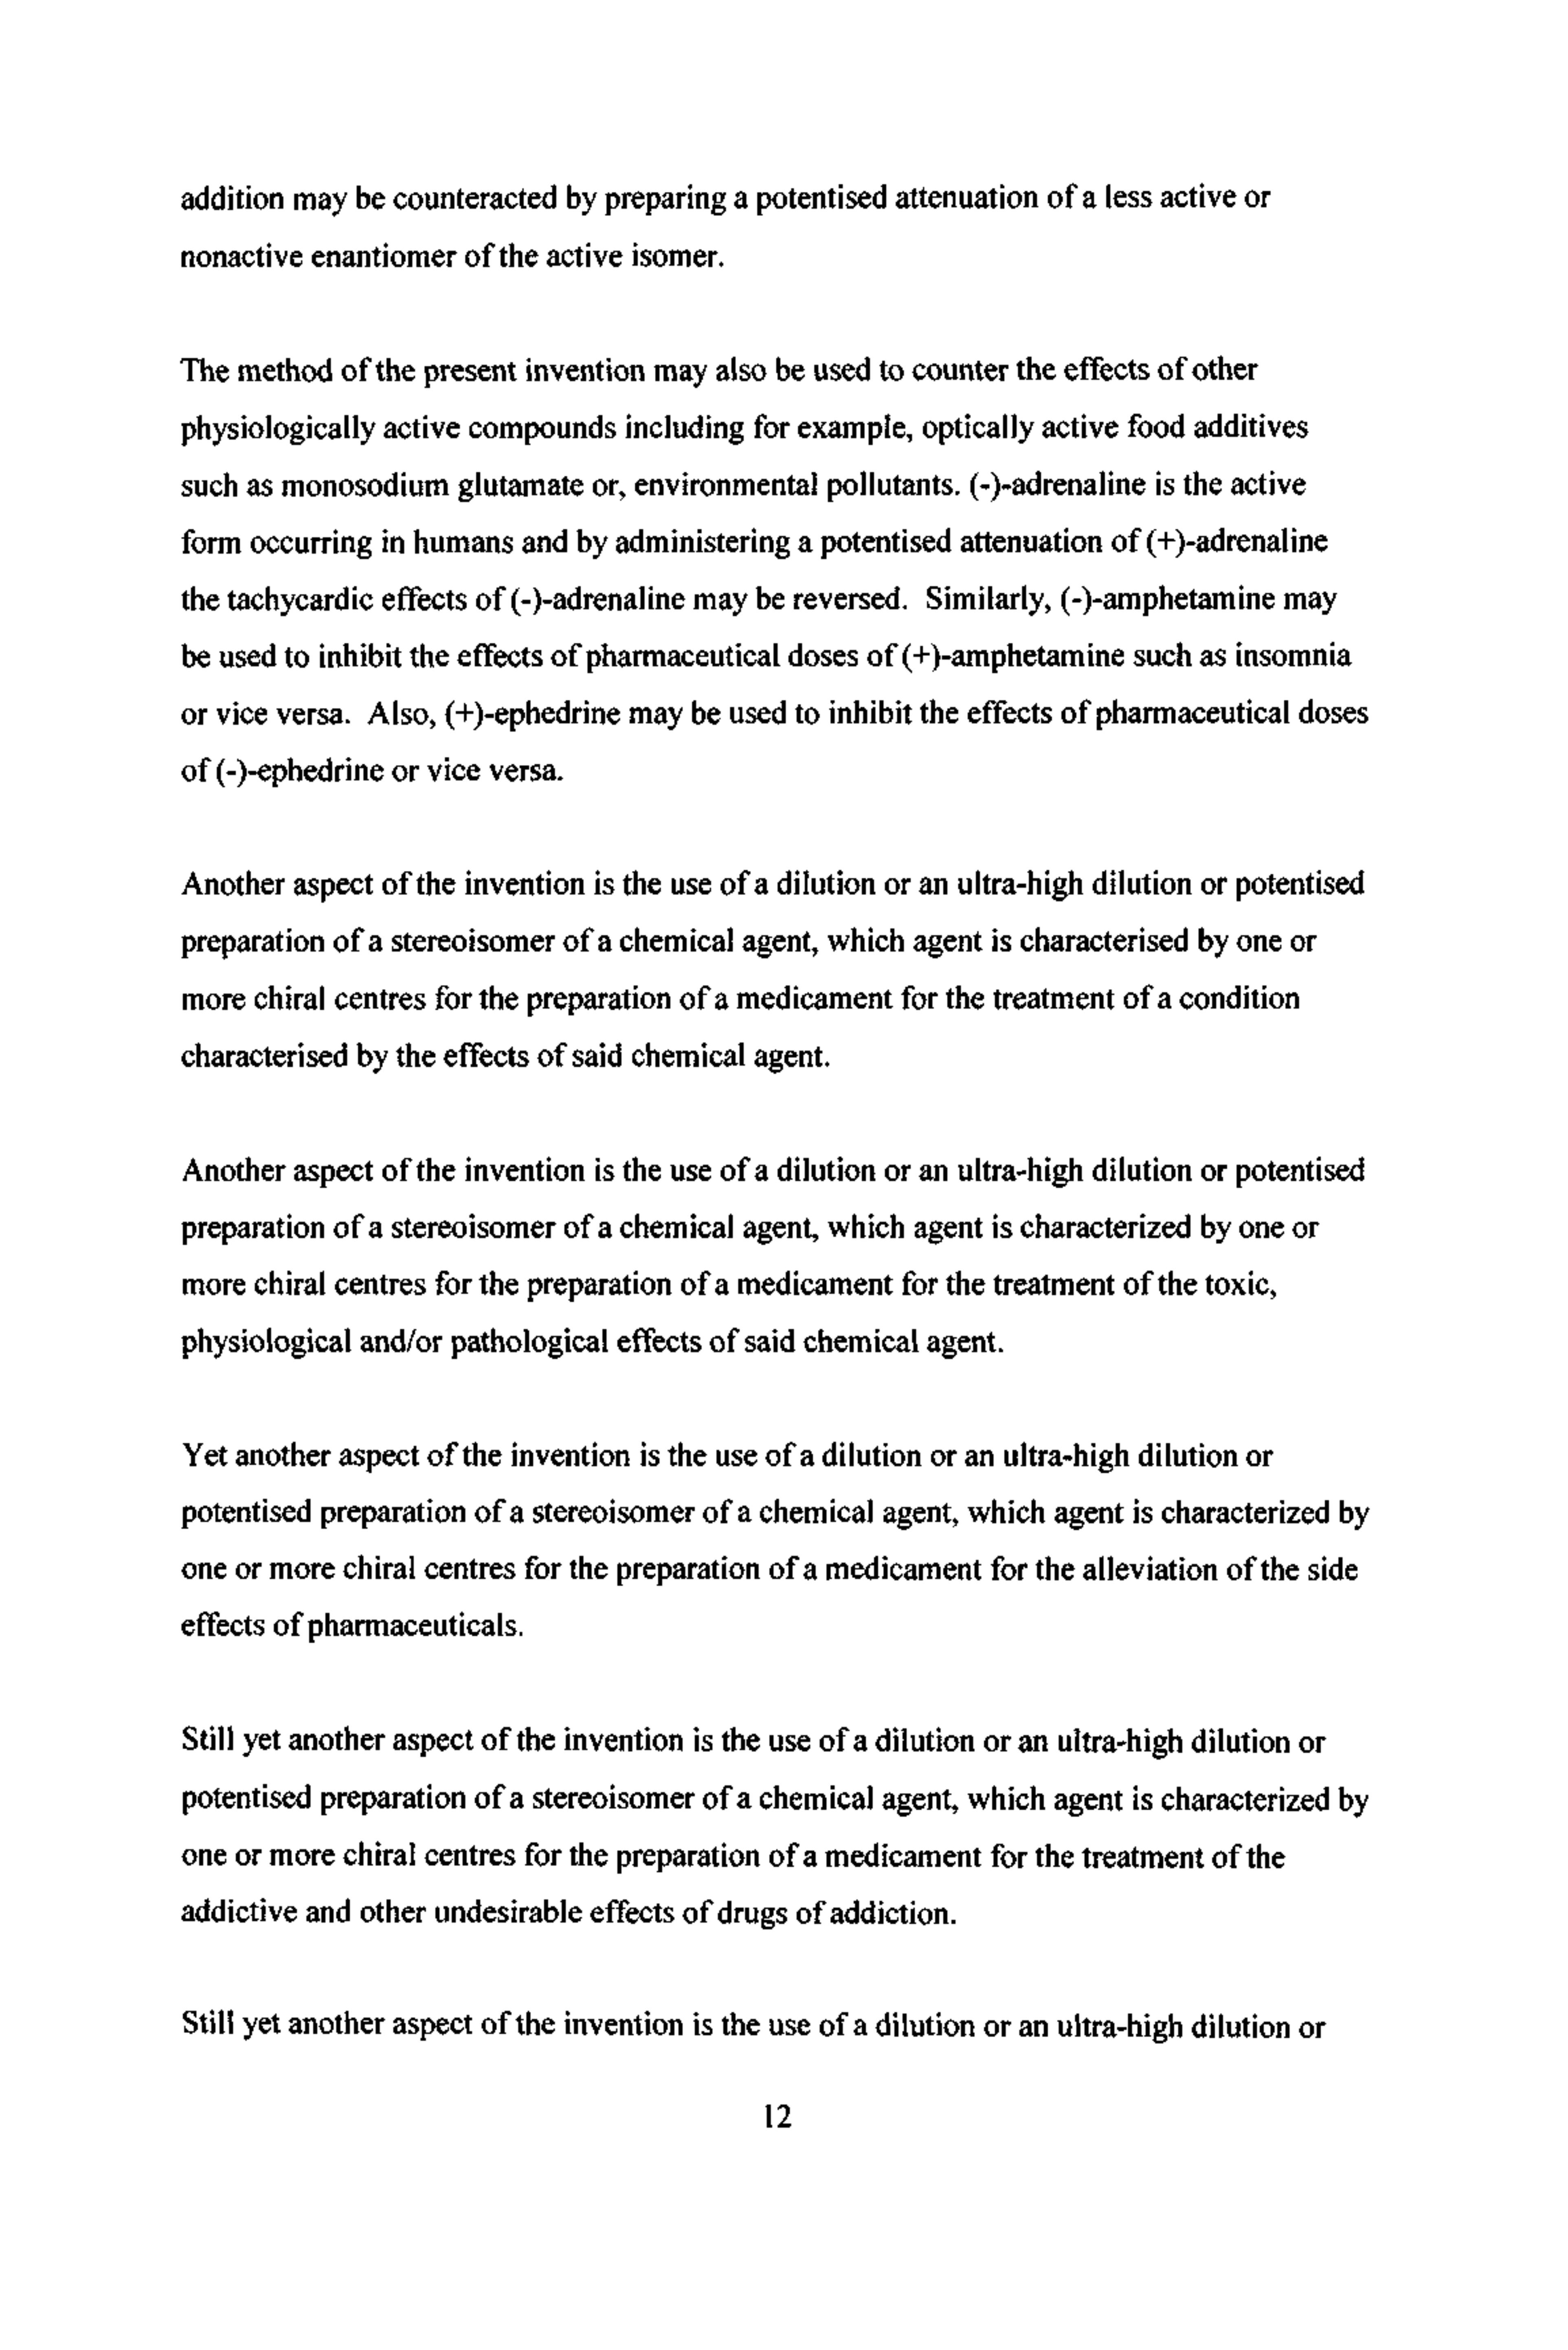 addition may be counteracted by preparing a potentised attenuation of a less active or
nonactive enantiomer of the active isomer.
The method of the present invention may also be used to counter the effects of other
physiologically active compounds including for example, optically active food additives
such as monosodium glutamate or, environmental pollutants. (-)-adrenaline is the active
form occurring in humans and by administering a potentised attenuation of (+)-adrenaline
the tachycardic effects of (-)-adrenaline may be reversed. Similarly, (-)-amphetamine may
be used to inhibit the effects of pharmaceutical doses of (+)-amphetamine such as insomnia
or vice versa. Also, (+)-ephedrine may be used to inhibit the effects of pharmaceutical doses
of (-)-ephedrine or vice versa.
Another aspect of the invention is the use of a dilution or an ultra-high dilution or potentised
preparation of a stereoisomer of a chemical agent, which agent is characterised by one or
more chiral centres for the preparation of a medicament for the treatment of a condition
characterised by the effects of said chemical agent.
Another aspect of the invention is the use of a dilution or an ultra-high dilution or potentised
preparation of a stereoisomer of a chemical agent, which agent is characterized by one or
more chiral centres for the preparation of a medicament for the treatment of the toxic,
physiological and/or pathological effects of said chemical agent.
Yet another aspect of the invention is the use of a dilution or an ultra-high dilution or
potentised preparation of a stereoisomer of a chemical agent, which agent is characterized by
one or more chiral centres for the preparation of a medicament for the alleviation of the side
effects of pharmaceuticals.
Still yet another aspect of the invention is the use of a dilution or an ultra-high dilution or
potentised preparation of a stereoisomer of a chemical agent, which agent is characterized by
one or more chiral centres for the preparation of a medicament for the treatment of the
addictive and other undesirable effects of drugs of addiction.
Still yet another aspect of the invention is the use of a dilution or an ultra-high dilution or
12